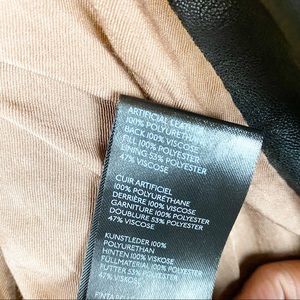 ARTIFICIAL LEATHER
100% POLYURETHANE
BACK 100% VISCOSE
FILL 100% POLYESTER
LINING 53% POLYESTER
47% VISCOSE
CUIR ARTIFICIEL
100% POLYURÉTHANE
DERRIÈRE 100% VISCOSE
GARNITURE 100% POLYESTER
DOUBLURE 53% POLYESTER
47% VISCOSE
KUNSTLEDER 100%
POLYURETHAN
HINTEN 100% VISKOSE
FÜLLMATERIAL 100% POLYESTER
FUTTER 53% POLYESTER
47% VISKOSE